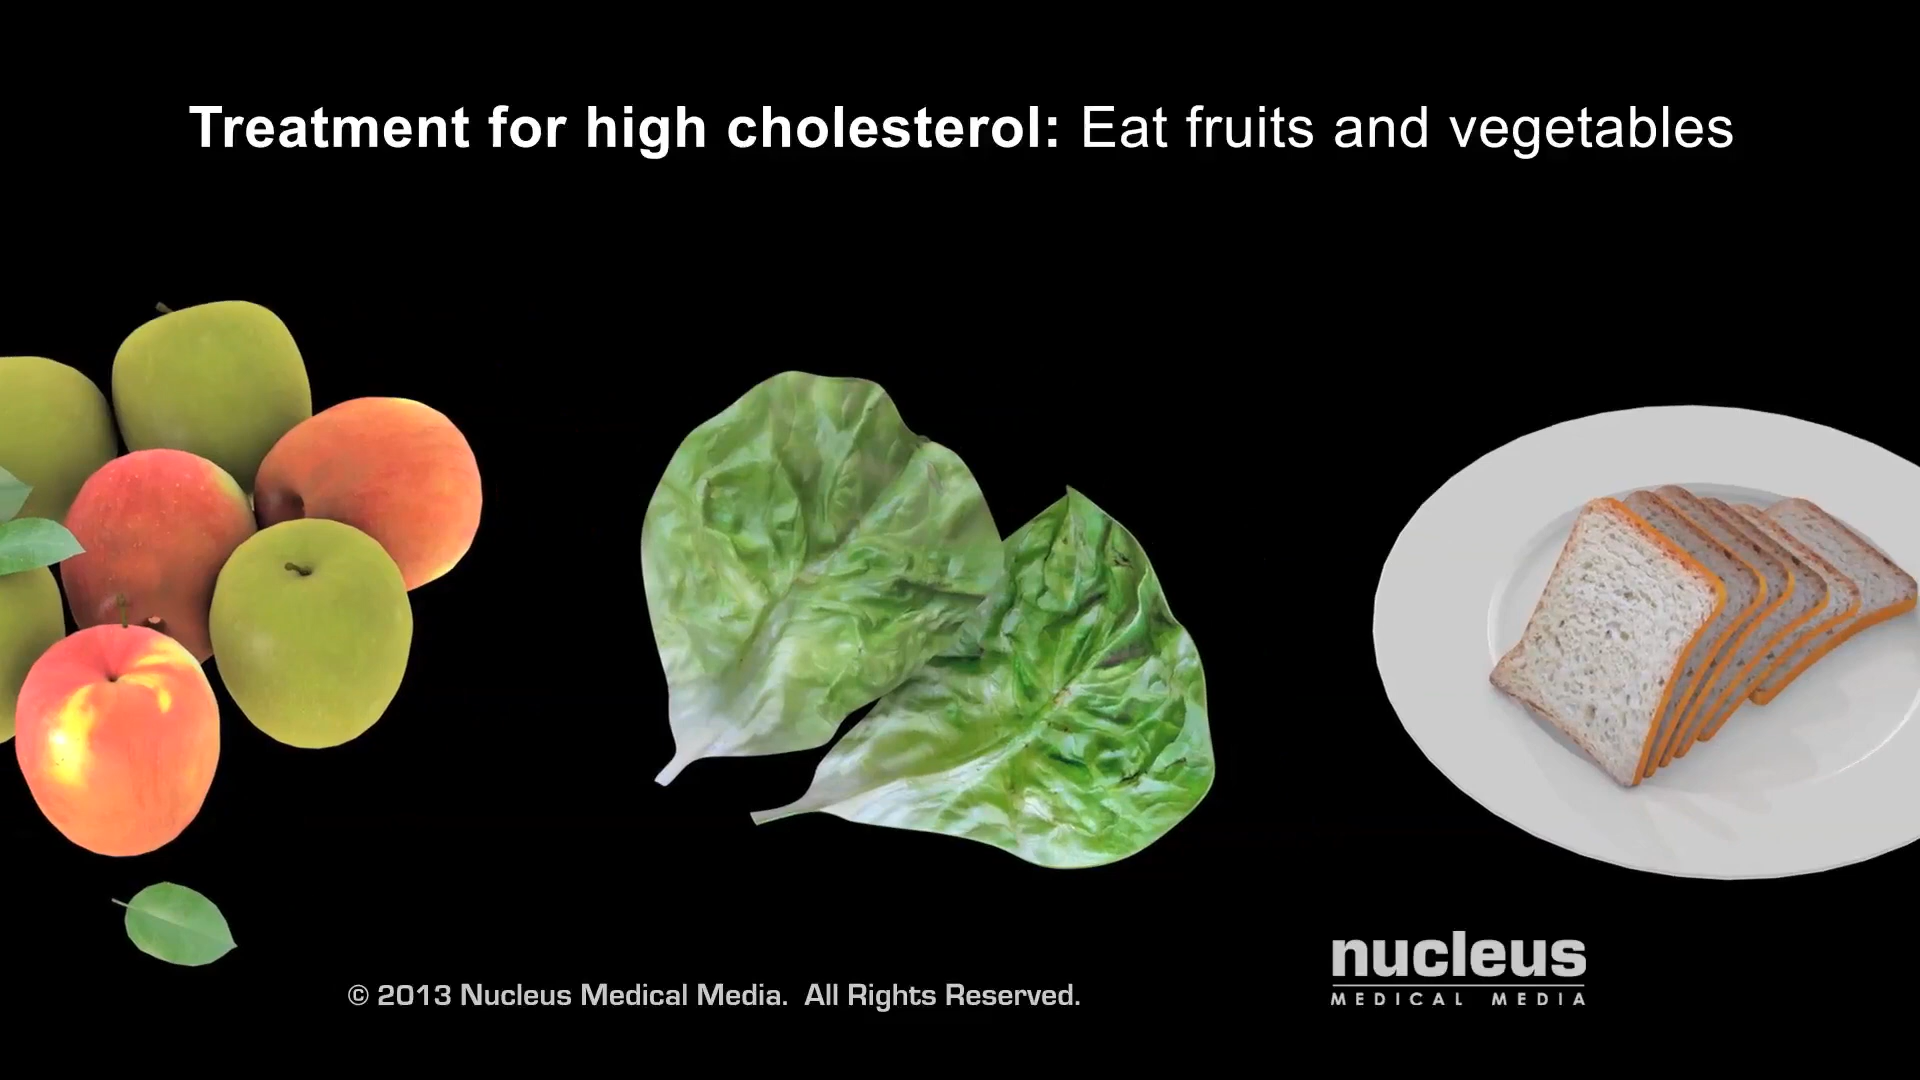 Treatment for high cholesterol: Eat fruits and vegetables
© 2013 Nucleus Medical Media. All Rights Reserved.
nucleus
MEDICAL MEDIA